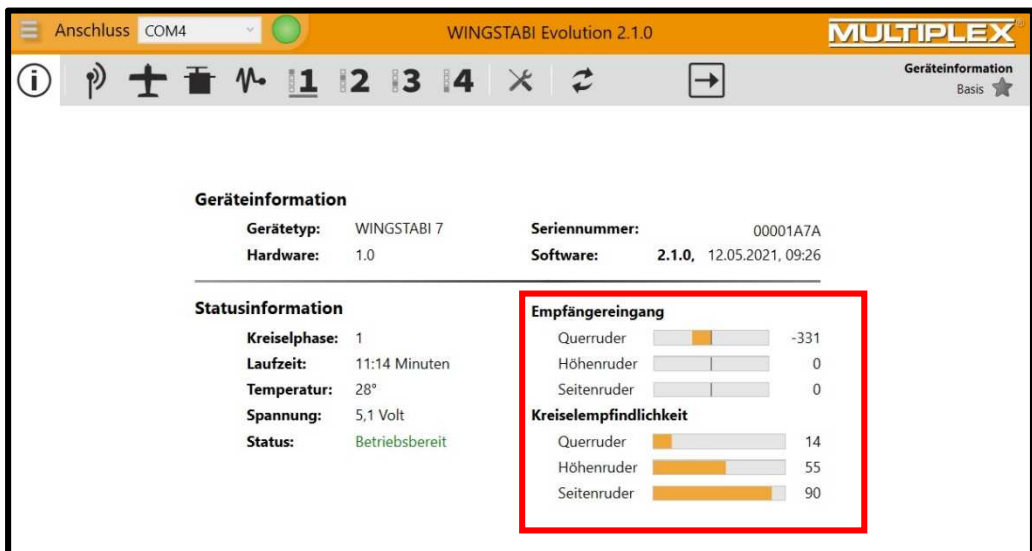 Anschluss COM4 WINGSTABI Evolution 2.1.0 MULTIPLEX®
1 2 3 4 Geräteinformation
Basis
Geräteinformation
Gerätetyp: WINGSTABI 7 Seriennummer: 00001A7A
Hardware: 1.0 Software: 2.1.0, 12.05.2021, 09:26
Statusinformation
Kreiselphase: 1
Laufzeit: 11:14 Minuten
Temperatur: 28°
Spannung: 5,1 Volt
Status: Betriebsbereit
Empfängereingang
Querruder -331
Höhenruder 0
Seitenruder 0
Kreiselempfindlichkeit
Querruder 14
Höhenruder 55
Seitenruder 90